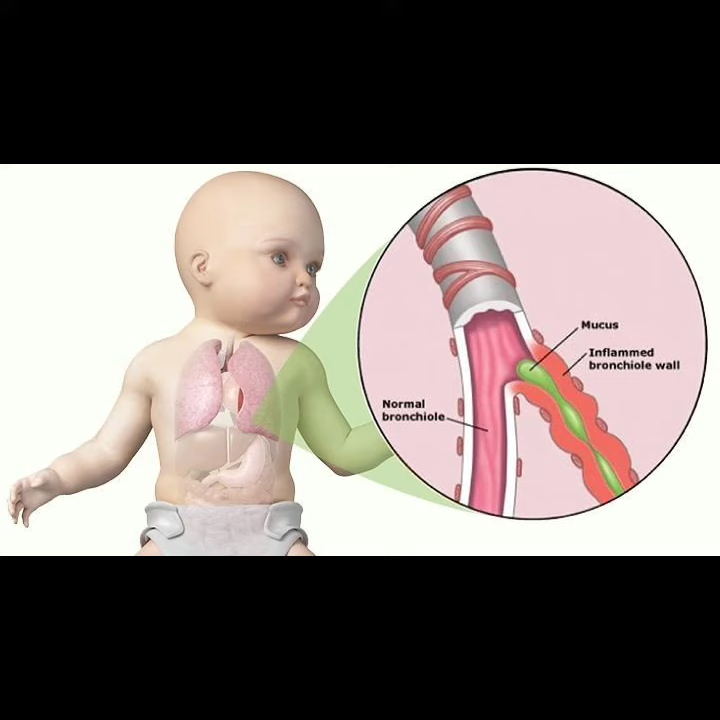 Mucus
Inflammed
bronchiole wall
Normal
bronchiole